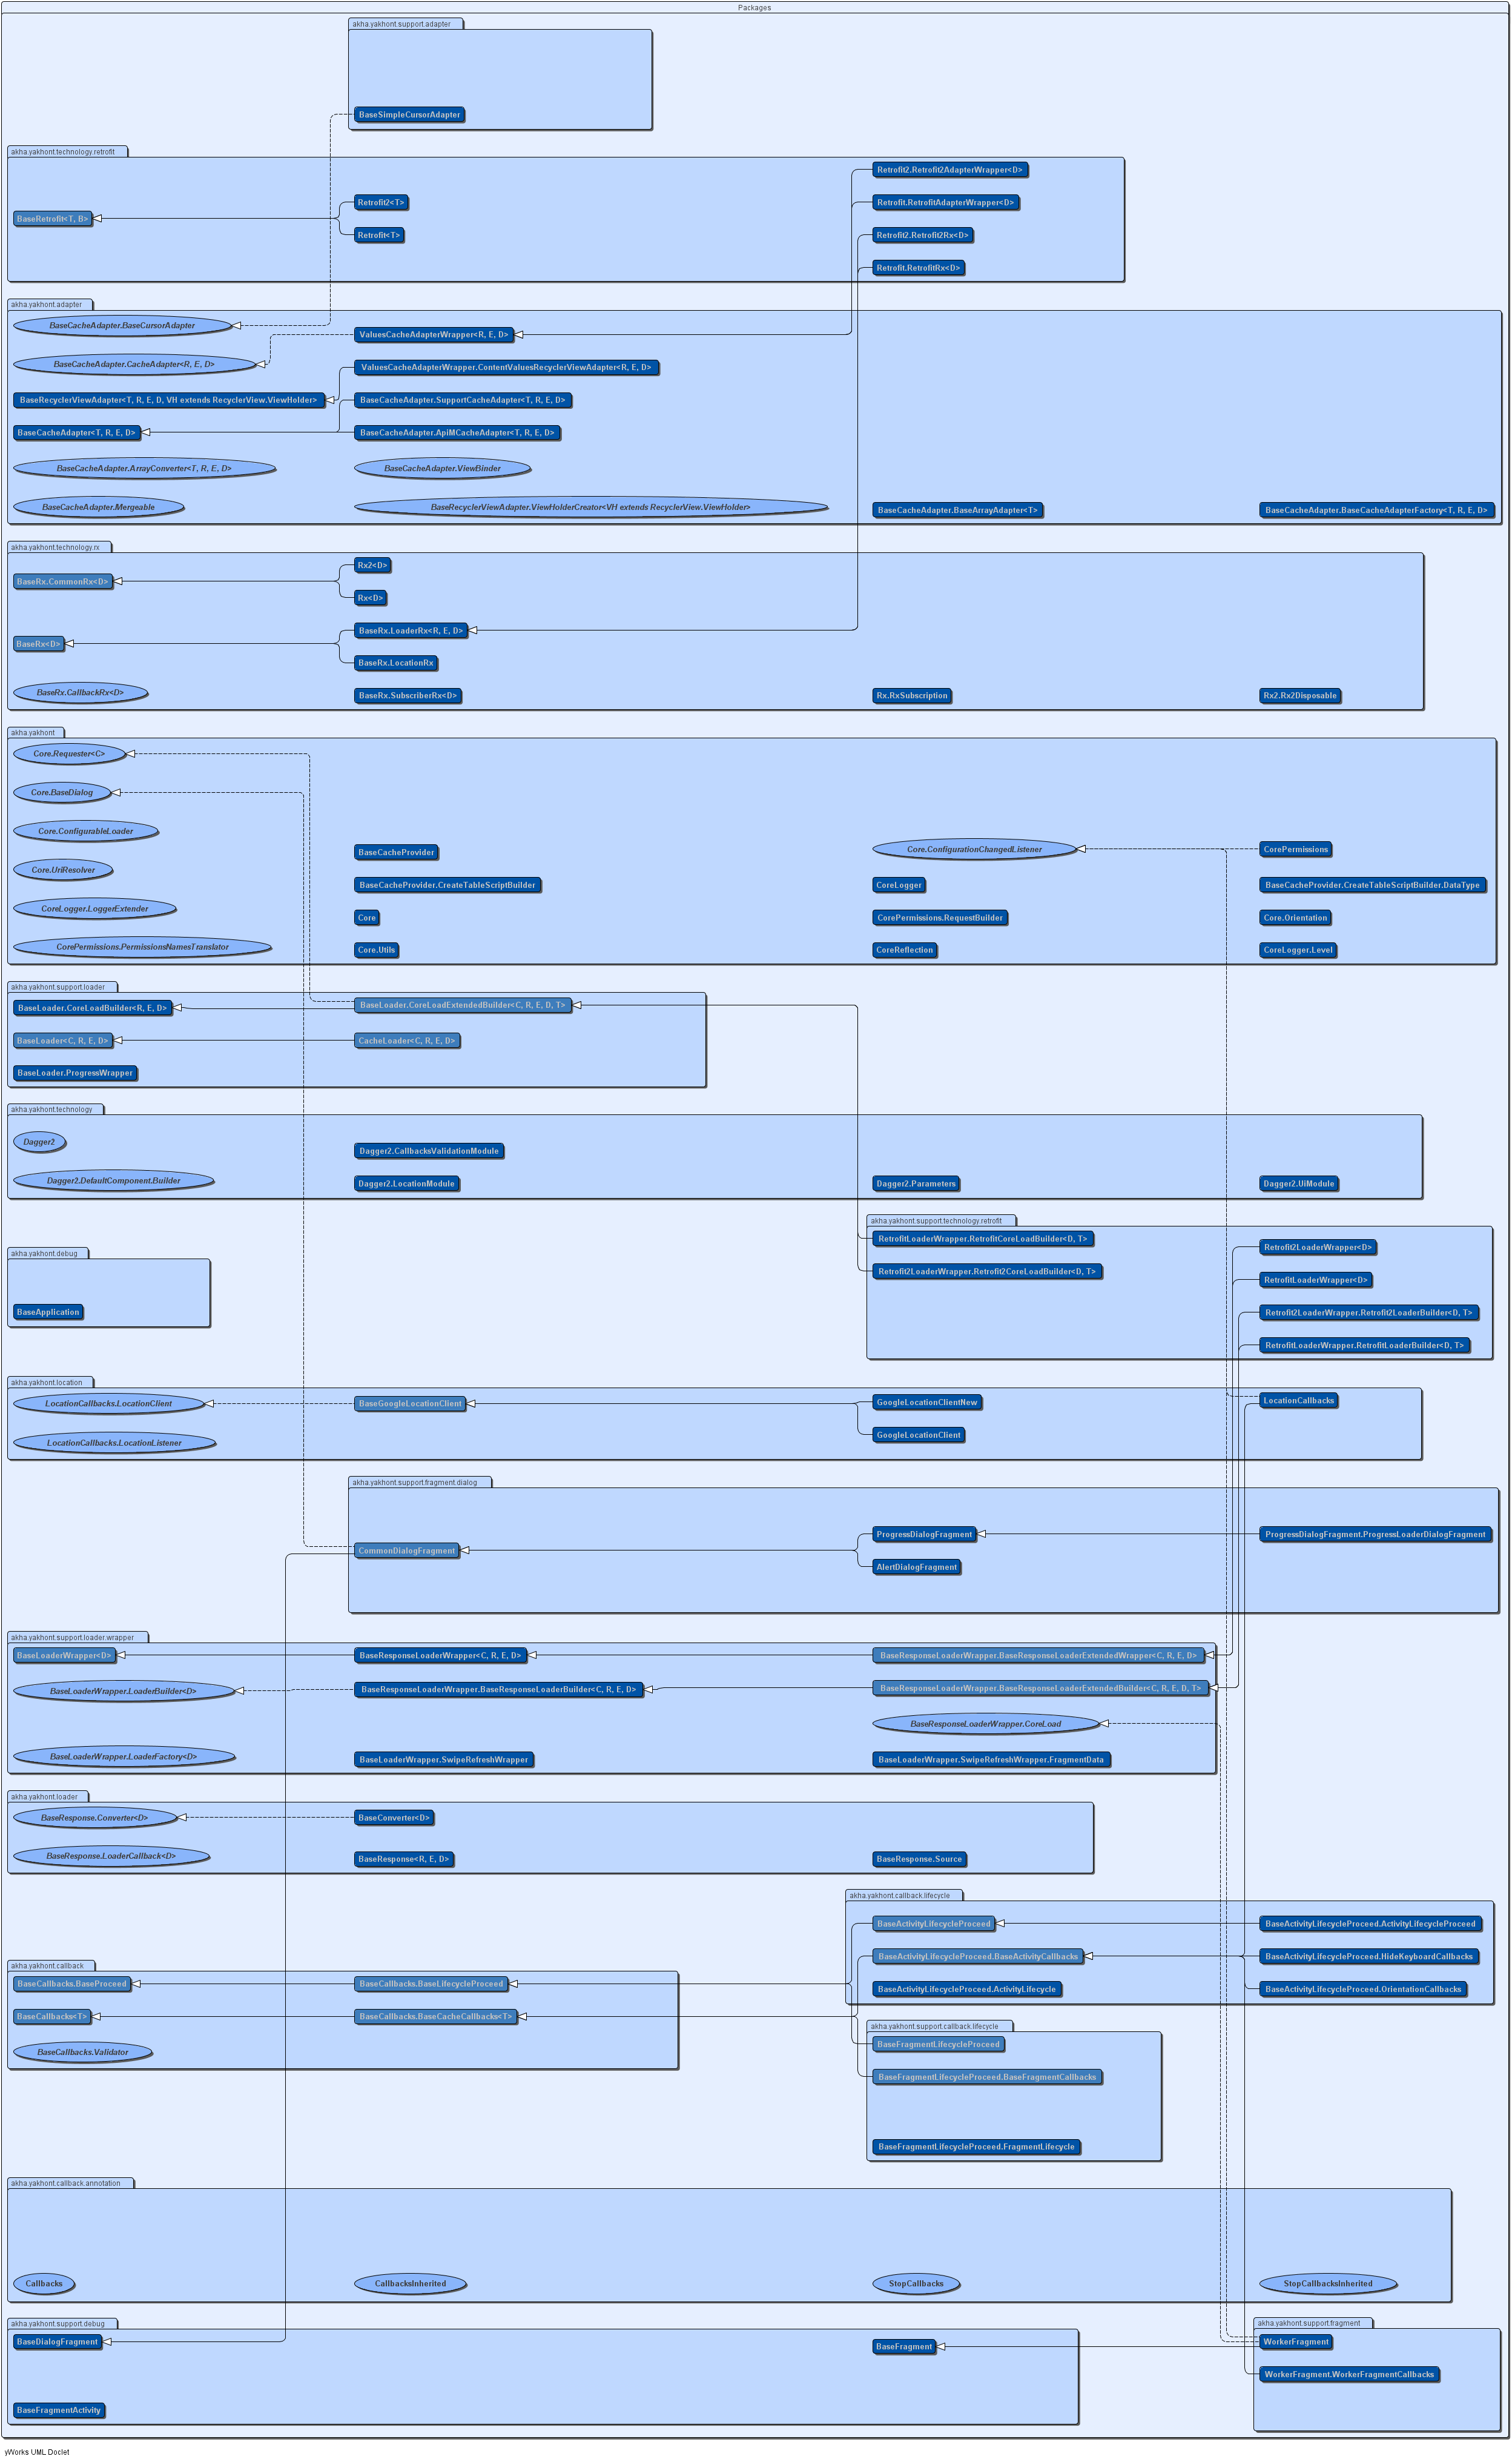 Packages
akha.yakhont.support.adapter
BaseSimpleCursorAdapter
akha.yakhont.technology.retrofit
Retrofit2.Retrofit2AdapterWrapper<D>
Retrofit2<T>
Retrofit.RetrofitAdapterWrapper<D>
BaseRetrofit<T, B>
Retrofit<T>
Retrofit2.Retrofit2Rx<D>
Retrofit.RetrofitRx<D>
akha.yakhont.adapter
BaseCacheAdapter.BaseCursorAdapter
ValuesCacheAdapterWrapper<R, E, D>
BaseCacheAdapter.CacheAdapter<R, E, D>
ValuesCacheAdapterWrapper.ContentValuesRecyclerViewAdapter<R, E, D>
BaseRecyclerViewAdapter<T, R, E, D, VH extends RecyclerView.ViewHolder>
BaseCacheAdapter.SupportCacheAdapter<T, R, E, D>
BaseCacheAdapter<T, R, E, D>
BaseCacheAdapter.ApiMCacheAdapter<T, R, E, D>
BaseCacheAdapter.ArrayConverter<T, R, E, D>
BaseCacheAdapter.ViewBinder
BaseCacheAdapter.Mergeable
BaseRecyclerViewAdapter.ViewHolderCreator<VH extends RecyclerView.ViewHolder>
BaseCacheAdapter.BaseArrayAdapter<T>
BaseCacheAdapter.BaseCacheAdapterFactory<T, R, E, D>
akha.yakhont.technology.rx
Rx2<D>
BaseRx.CommonRx<D>
Rx<D>
BaseRx.LoaderRx<R, E, D>
BaseRx<D>
BaseRx.LocationRx
BaseRx.CallbackRx<D>
BaseRx.SubscriberRx<D>
Rx.RxSubscription
Rx2.Rx2Disposable
akha.yakhont
Core.Requester<C>
Core.BaseDialog
Core.ConfigurableLoader
BaseCacheProvider
Core.ConfigurationChangedListener
CorePermissions
Core.UriResolver
BaseCacheProvider.CreateTableScriptBuilder
CoreLogger
BaseCacheProvider.CreateTableScriptBuilder.DataType
CoreLogger.LoggerExtender
Core
CorePermissions.RequestBuilder
Core.Orientation
CorePermissions.PermissionsNamesTranslator
Core.Utils
CoreReflection
CoreLogger.Level
akha.yakhont.support.loader
BaseLoader.CoreLoadBuilder<R, E, D>
BaseLoader.CoreLoadExtendedBuilder<C, R, E, D, T>
BaseLoader<C, R, E, D>
CacheLoader<C, R, E, D>
BaseLoader.ProgressWrapper
akha.yakhont.technology
Dagger2
Dagger2.CallbacksValidationModule
Dagger2.DefaultComponent.Builder
Dagger2.LocationModule
Dagger2.Parameters
Dagger2.UiModule
akha.yakhont.support.technology.retrofit
RetrofitLoaderWrapper.RetrofitCoreLoadBuilder<D, T>
Retrofit2LoaderWrapper<D>
Retrofit2LoaderWrapper.Retrofit2CoreLoadBuilder<D, T>
RetrofitLoaderWrapper<D>
Retrofit2LoaderWrapper.Retrofit2LoaderBuilder<D, T>
RetrofitLoaderWrapper.RetrofitLoaderBuilder<D, T>
akha.yakhont.debug
BaseApplication
akha.yakhont.location
LocationCallbacks.LocationClient
BaseGoogleLocationClient
GoogleLocationClientNew
LocationCallbacks
LocationCallbacks.LocationListener
GoogleLocationClient
akha.yakhont.support.fragment.dialog
CommonDialogFragment
ProgressDialogFragment
ProgressDialogFragment.ProgressLoaderDialogFragment
AlertDialogFragment
akha.yakhont.support.loader.wrapper
BaseLoaderWrapper<D>
BaseResponseLoaderWrapper<C, R, E, D>
BaseResponseLoaderWrapper.BaseResponseLoaderExtendedWrapper<C, R, E, D>
BaseLoaderWrapper.LoaderBuilder<D>
BaseResponseLoaderWrapper.BaseResponseLoaderBuilder<C, R, E, D>
BaseResponseLoaderWrapper.BaseResponseLoaderExtendedBuilder<C, R, E, D, T>
BaseResponseLoaderWrapper.CoreLoad
BaseLoaderWrapper.LoaderFactory<D>
BaseLoaderWrapper.SwipeRefreshWrapper
BaseLoaderWrapper.SwipeRefreshWrapper.FragmentData
akha.yakhont.loader
BaseResponse.Converter<D>
BaseConverter<D>
BaseResponse.LoaderCallback<D>
BaseResponse<R, E, D>
BaseResponse.Source
akha.yakhont.callback.lifecycle
BaseActivityLifecycleProceed
BaseActivityLifecycleProceed.ActivityLifecycleProceed
BaseActivityLifecycleProceed.BaseActivityCallbacks
BaseActivityLifecycleProceed.HideKeyboardCallbacks
BaseActivityLifecycleProceed.ActivityLifecycle
BaseActivityLifecycleProceed.OrientationCallbacks
akha.yakhont.callback
BaseCallbacks.BaseProceed
BaseCallbacks.BaseLifecycleProceed
BaseCallbacks<T>
BaseCallbacks.BaseCacheCallbacks<T>
BaseCallbacks.Validator
akha.yakhont.support.callback.lifecycle
BaseFragmentLifecycleProceed
BaseFragmentLifecycleProceed.BaseFragmentCallbacks
BaseFragmentLifecycleProceed.FragmentLifecycle
akha.yakhont.callback.annotation
Callbacks
CallbacksInherited
StopCallbacks
StopCallbacksInherited
akha.yakhont.support.debug
BaseDialogFragment
BaseFragment
BaseFragmentActivity
akha.yakhont.support.fragment
WorkerFragment
WorkerFragment.WorkerFragmentCallbacks
yWorks UML Doclet